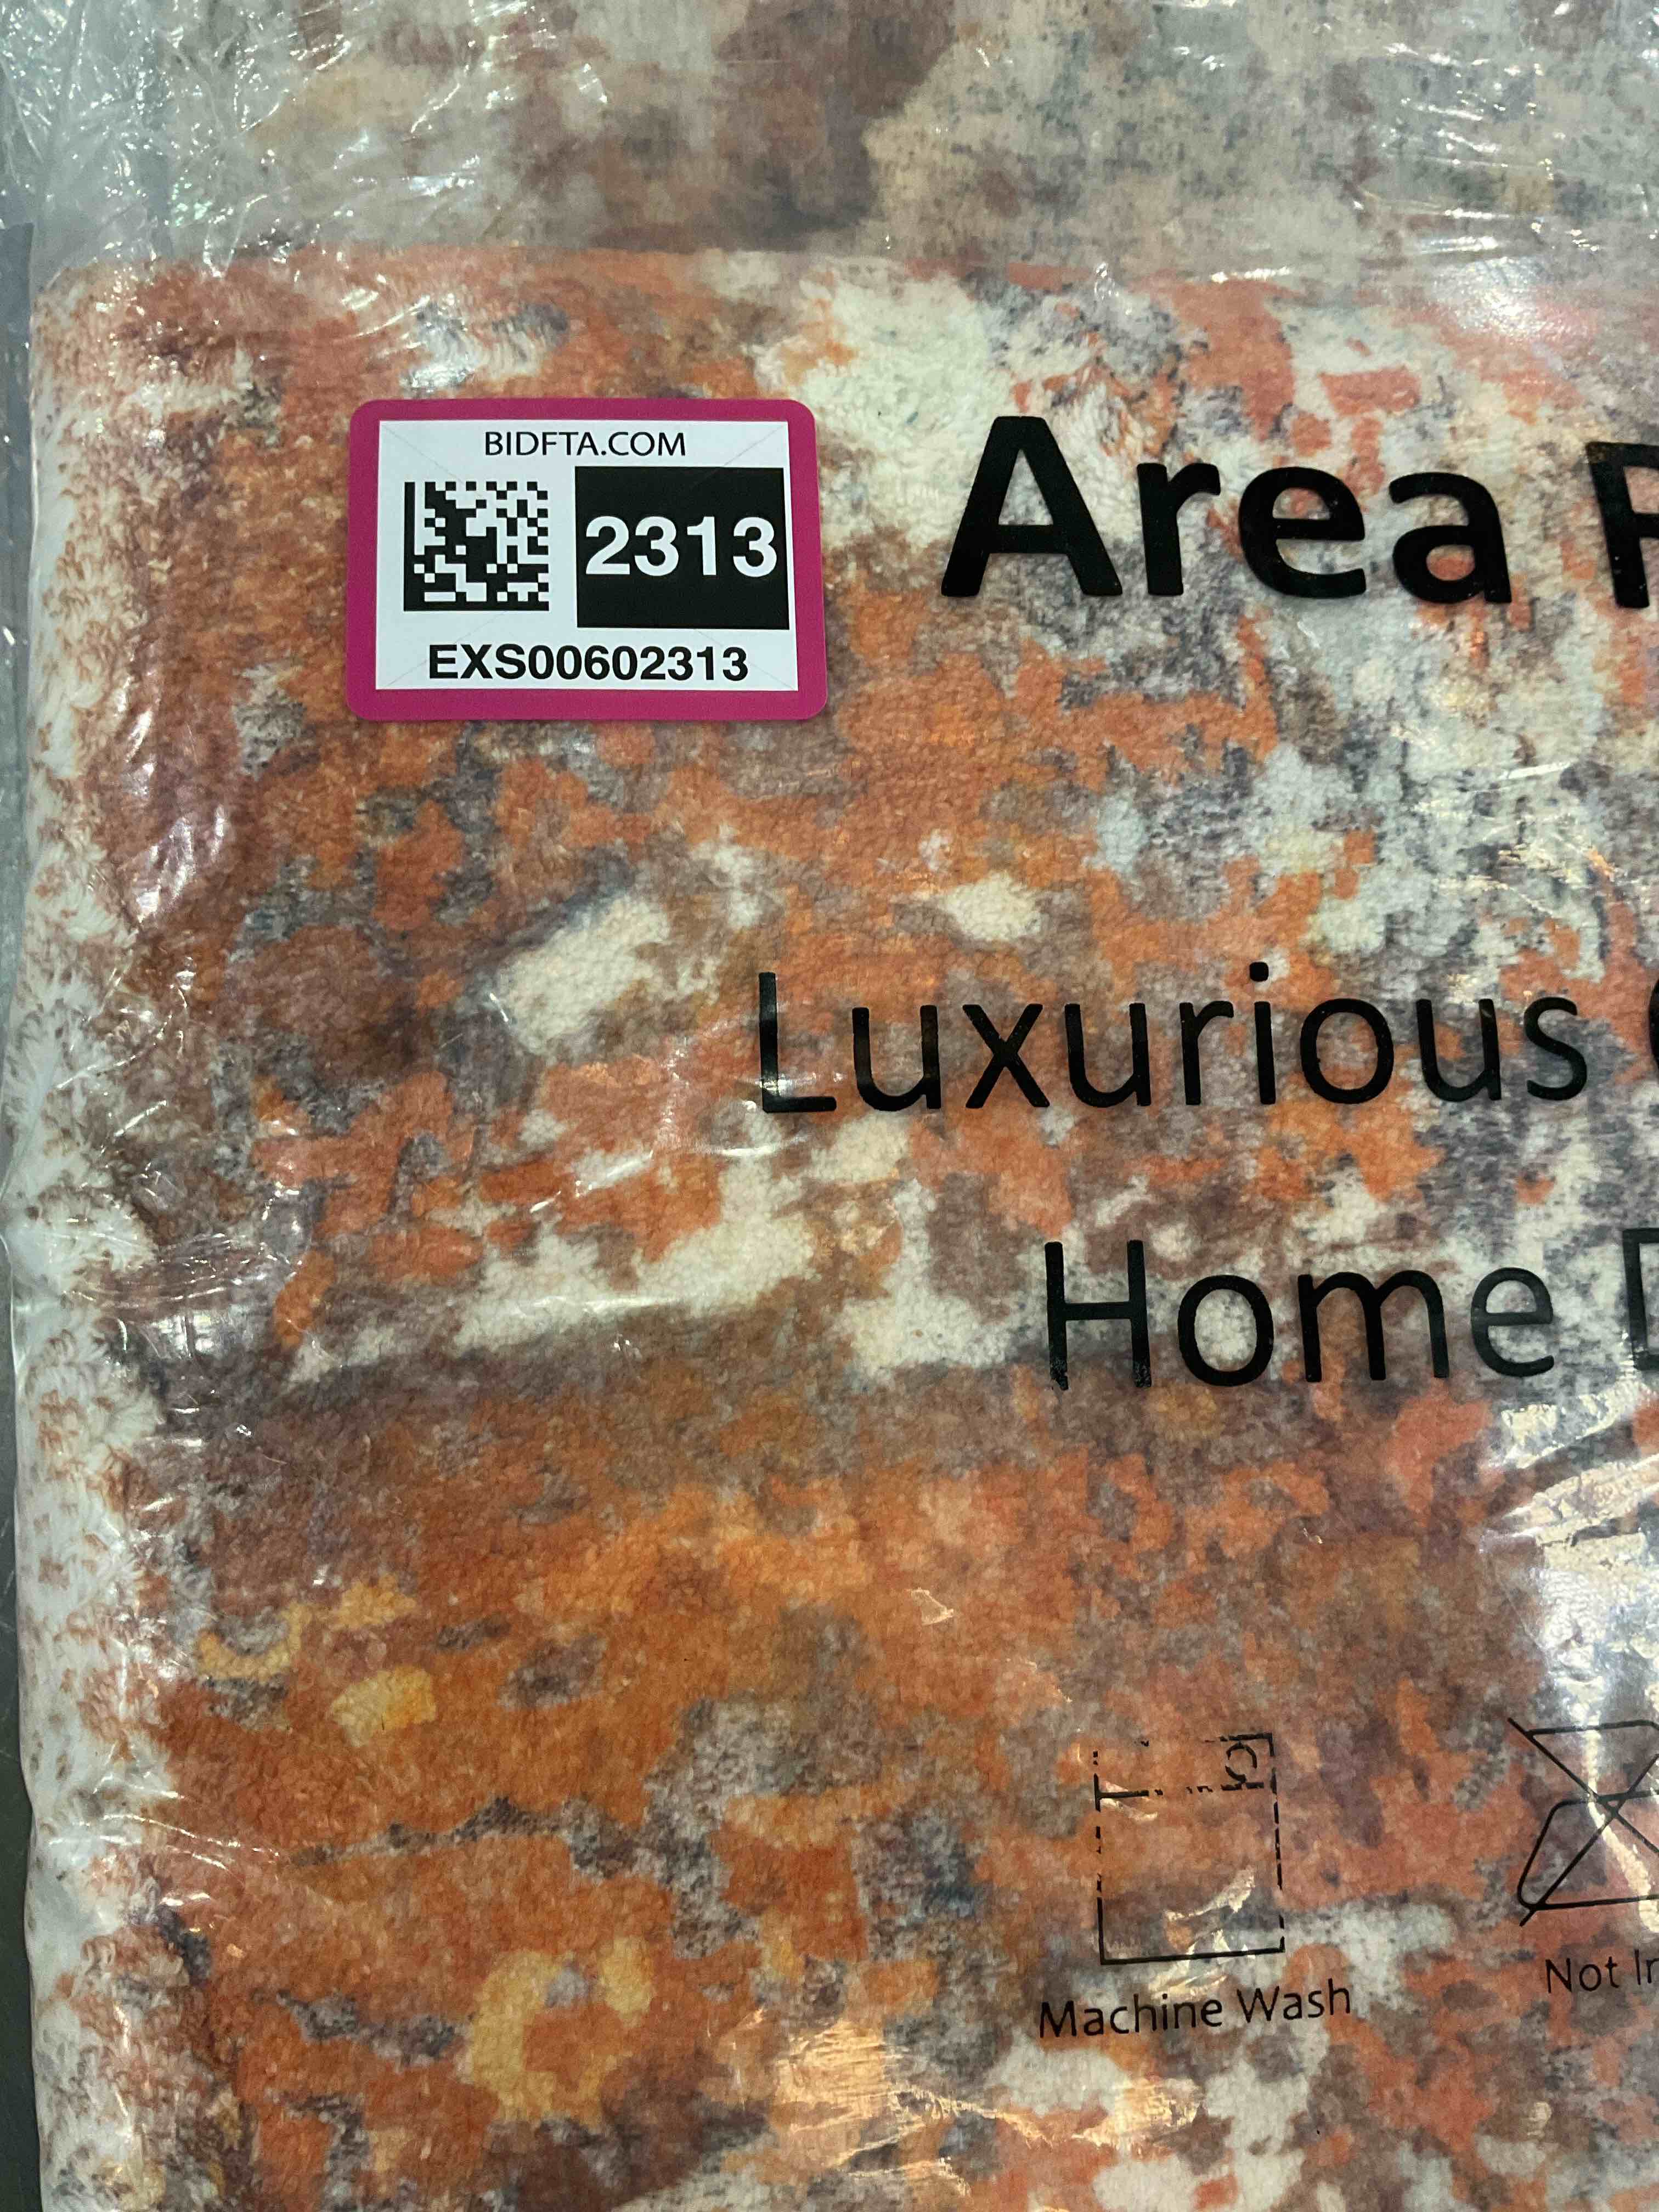 BIDFTA.COM
2313
EXS00602313
Area
Luxurious
Home
Machine Wash
Not